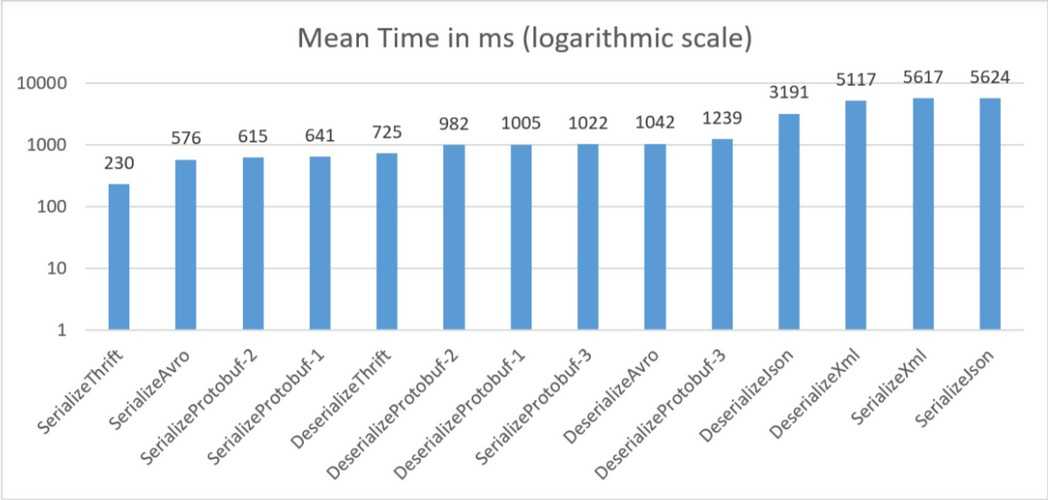 Mean Time in ms (logarithmic scale)
10000
1000
100
10
1
230
576
615
641
725
982
1005
1022
1042
1239
3191
5117
5617
5624
SerializeThrift
SerializeAvro
SerializeProtobuf-2
SerializeProtobuf-1
DeserializeThrift
DeserializeProtobuf-2
DeserializeProtobuf-1
SerializeProtobuf-3
DeserializeAvro
DeserializeProtobuf-3
DeserializeJson
DeserializeXml
SerializeXml
SerializeJson